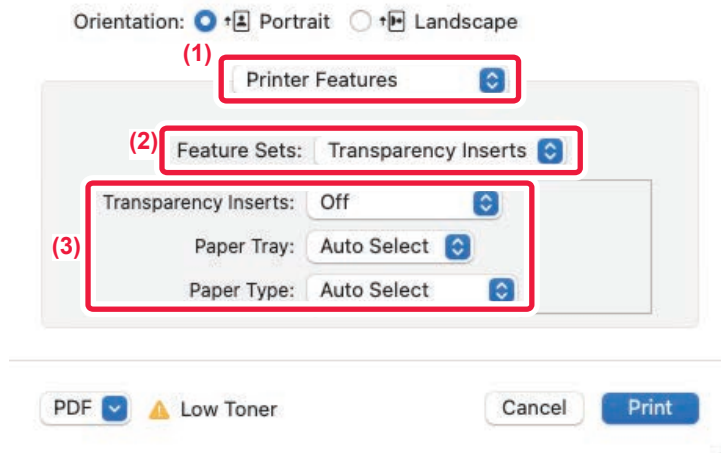 Orientation: Portrait Landscape
(1)
Printer Features
(2)
Feature Sets: Transparency Inserts
(3)
Transparency Inserts: Off
Paper Tray: Auto Select
Paper Type: Auto Select
PDF Low Toner Cancel Print